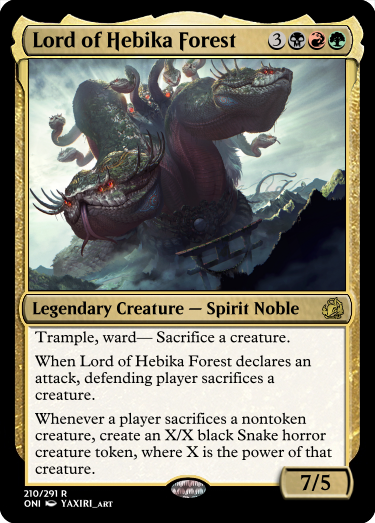 Lord of Hebika Forest 3
Legendary Creature — Spirit Noble
Trample, ward— Sacrifice a creature.
When Lord of Hebika Forest declares an
attack, defending player sacrifices a
creature.
Whenever a player sacrifices a nontoken
creature, create an X/X black Snake horror
creature token, where X is the power of that
creature.
7/5
210/291 R
ONI YAXIRI_ART